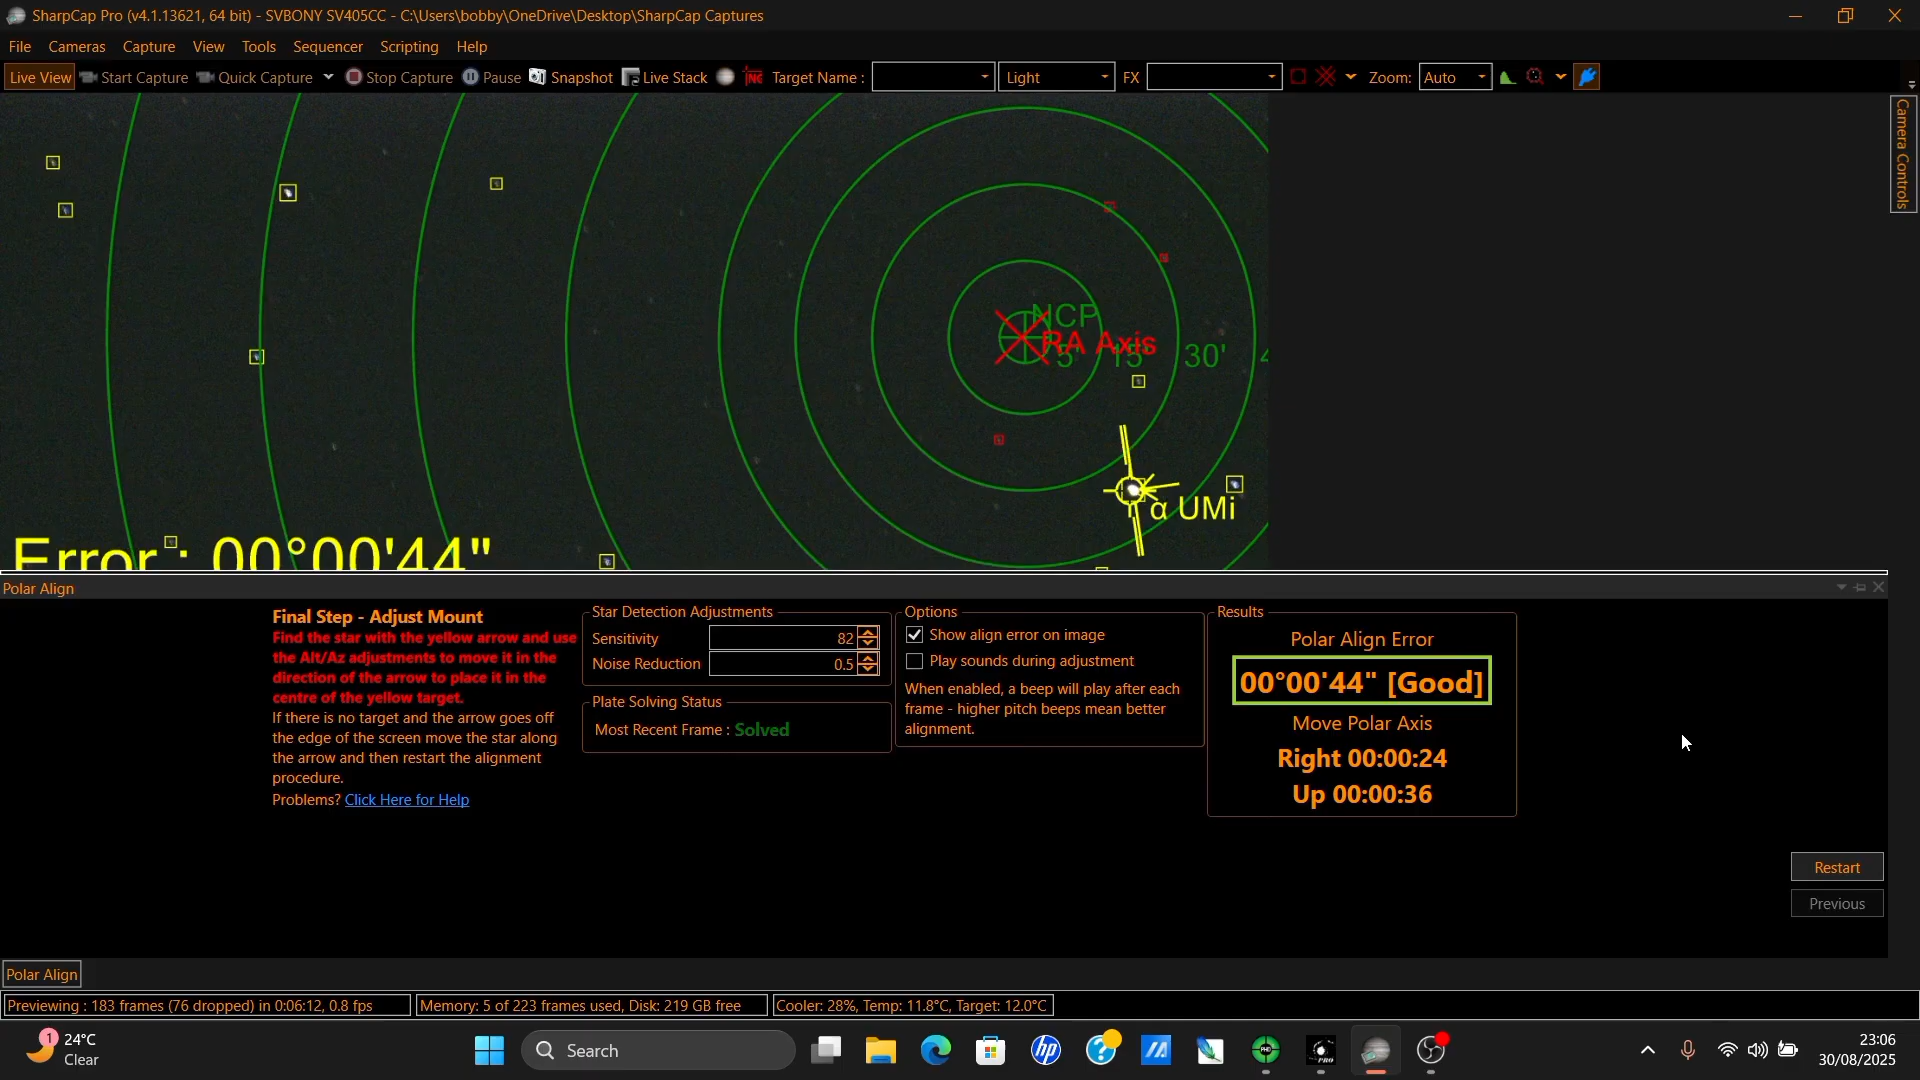 SharpCap Pro (v4.1.13621, 64 bit) - SVBONY SV405CC - C:\Users\bobby\OneDrive\Desktop\SharpCap Captures
File Cameras Capture View Tools Sequencer Scripting Help
Live View Start Capture Quick Capture Stop Capture Pause Snapshot Live Stack Target Name : Light FX Zoom: Auto
Camera Controls
NCP
RA Axis
5' 15' 30' 4
α UMi
Error : 00°00'44"
Polar Align
Final Step - Adjust Mount
Find the star with the yellow arrow and use
the Alt/Az adjustments to move it in the
direction of the arrow to place it in the
centre of the yellow target.
If there is no target and the arrow goes off
the edge of the screen move the star along
the arrow and then restart the alignment
procedure.
Problems? Click Here for Help
Star Detection Adjustments
Sensitivity 82
Noise Reduction 0.5
Plate Solving Status
Most Recent Frame : Solved
Options
Show align error on image
Play sounds during adjustment
When enabled, a beep will play after each
frame - higher pitch beeps mean better
alignment.
Results
Polar Align Error
00°00'44" [Good]
Move Polar Axis
Right 00:00:24
Up 00:00:36
Restart
Previous
Polar Align
Previewing : 183 frames (76 dropped) in 0:06:12, 0.8 fps Memory: 5 of 223 frames used, Disk: 219 GB free Cooler: 28%, Temp: 11.8°C, Target: 12.0°C
1
24°C
Clear
Search
23:06
30/08/2025